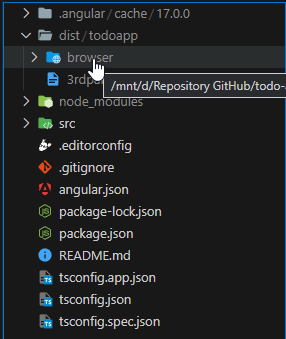 .angular/cache/17.0.0
dist/todoapp
browser
/mnt/d/Repository GitHub/todo-
node_modules
src
.editorconfig
.gitignore
angular.json
package-lock.json
package.json
README.md
tsconfig.app.json
tsconfig.json
tsconfig.spec.json